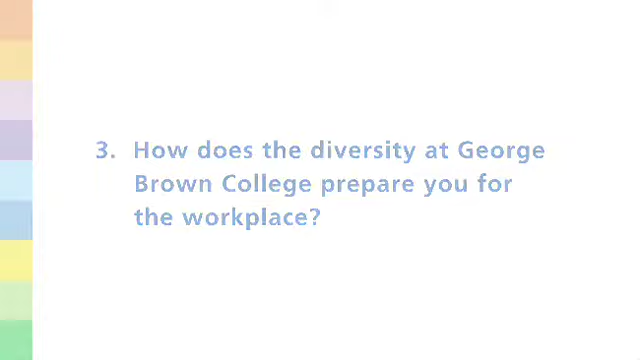 3. How does the diversity at George
Brown College prepare you for
the workplace?